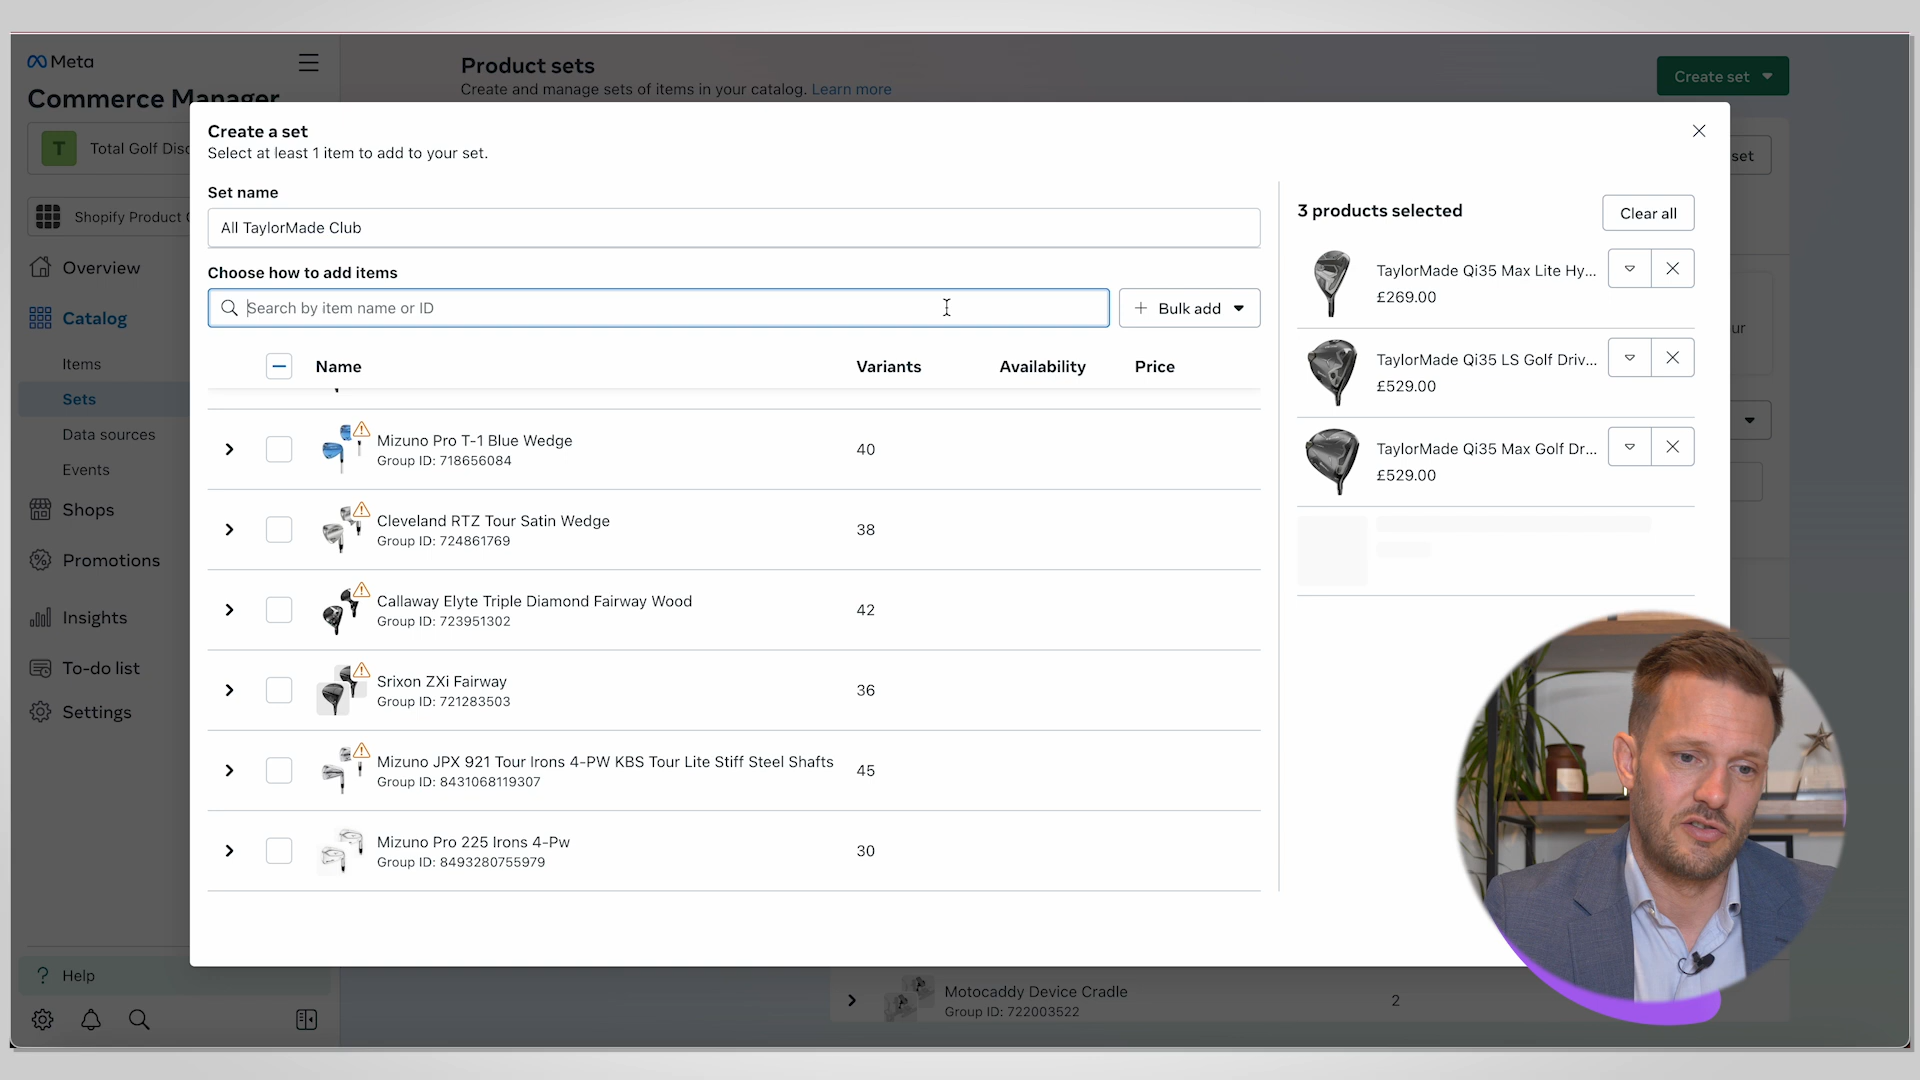 Meta
Commerce Manager
T
Total Golf Disc
Shopify Product
Overview
Catalog
Items
Sets
Data sources
Events
Shops
Promotions
Insights
To-do list
Settings
? Help
Product sets
Create and manage sets of items in your catalog. Learn more
Create set
set
ur
Create a set
Select at least 1 item to add to your set.
Set name
All TaylorMade Club
Choose how to add items
Search by item name or ID
+ Bulk add
Name Variants Availability Price
Mizuno Pro T-1 Blue Wedge
Group ID: 718656084
40
Cleveland RTZ Tour Satin Wedge
Group ID: 724861769
38
Callaway Elyte Triple Diamond Fairway Wood
Group ID: 723951302
42
Srixon ZXi Fairway
Group ID: 721283503
36
Mizuno JPX 921 Tour Irons 4-PW KBS Tour Lite Stiff Steel Shafts
Group ID: 8431068119307
45
Mizuno Pro 225 Irons 4-Pw
Group ID: 8493280755979
30
3 products selected
Clear all
TaylorMade Qi35 Max Lite Hy...
£269.00
TaylorMade Qi35 LS Golf Driv...
£529.00
TaylorMade Qi35 Max Golf Dr...
£529.00
Motocaddy Device Cradle
Group ID: 722003522
2